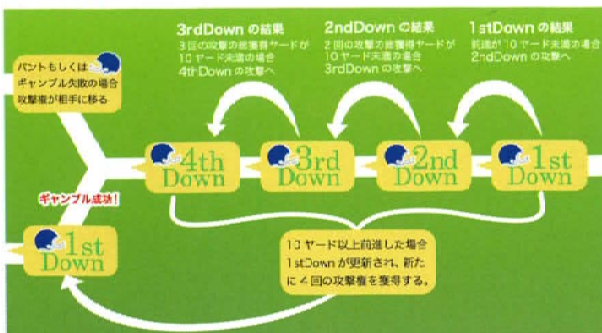 3rdDown の結果
3回の攻撃の総獲得ヤードが
10ヤード未満の場合
4thDown の攻撃へ
2ndDown の結果
2回の攻撃の総獲得ヤードが
10ヤード未満の場合
3rdDown の攻撃へ
1stDown の結果
前進が10ヤード未満の場合
2ndDown の攻撃へ
パントもしくは
ギャンブル失敗の場合
攻撃権が相手に移る
4th
Down
3rd
Down
2nd
Down
1st
Down
ギャンブル成功!
1st
Down
10ヤード以上前進した場合
1stDownが更新され、新た
に4回の攻撃権を獲得する。